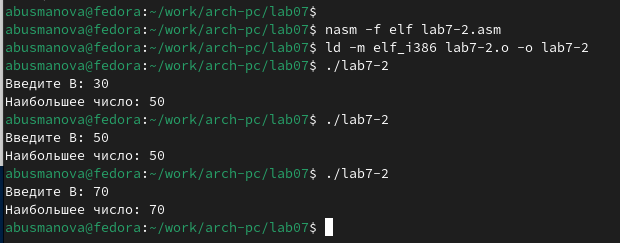 abusmanova@fedora:~/work/arch-pc/lab07$
abusmanova@fedora:~/work/arch-pc/lab07$ nasm -f elf lab7-2.asm
abusmanova@fedora:~/work/arch-pc/lab07$ ld -m elf_i386 lab7-2.o -o lab7-2
abusmanova@fedora:~/work/arch-pc/lab07$ ./lab7-2
Введите В: 30
Наибольшее число: 50
abusmanova@fedora:~/work/arch-pc/lab07$ ./lab7-2
Введите В: 50
Наибольшее число: 50
abusmanova@fedora:~/work/arch-pc/lab07$ ./lab7-2
Введите В: 70
Наибольшее число: 70
abusmanova@fedora:~/work/arch-pc/lab07$